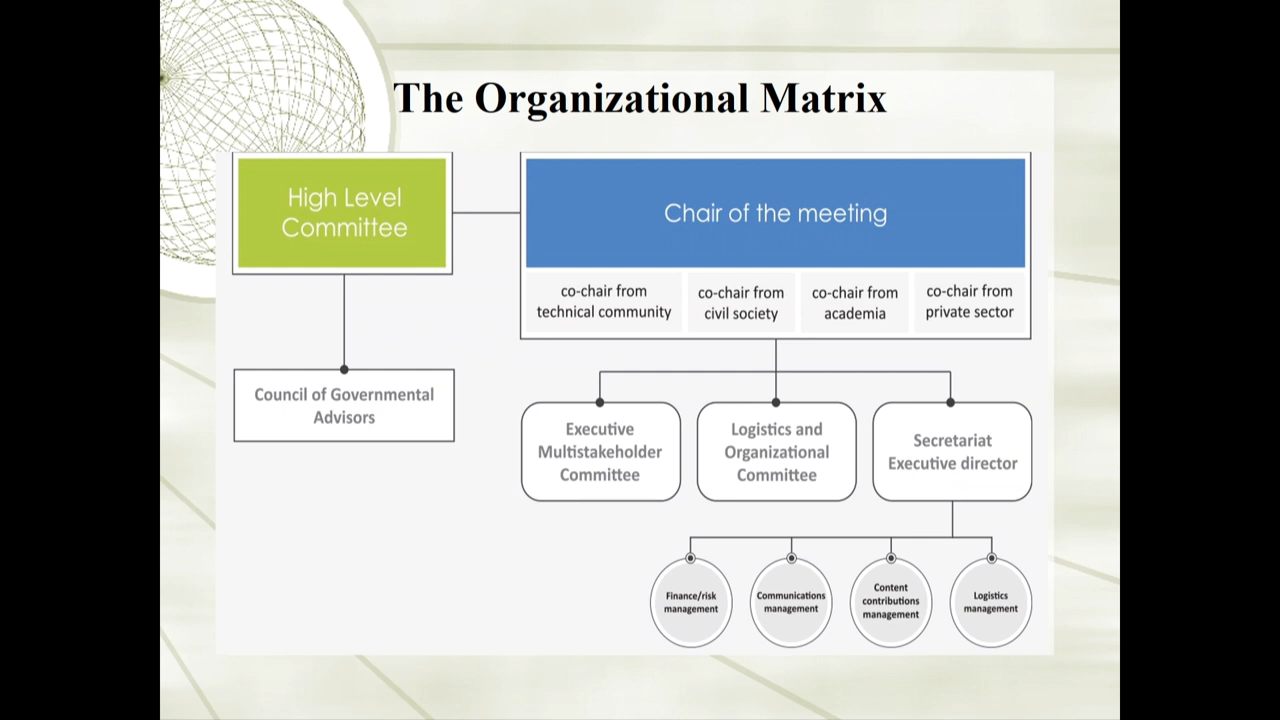 The Organizational Matrix
High Level
Committee
Chair of the meeting
co-chair from
technical community
co-chair from
civil society
co-chair from
academia
co-chair from
private sector
Council of Governmental
Advisors
Executive
Multistakeholder
Committee
Logistics and
Organizational
Committee
Secretariat
Executive director
Finance/risk
management
Communications
management
Content
contributions
management
Logistics
management